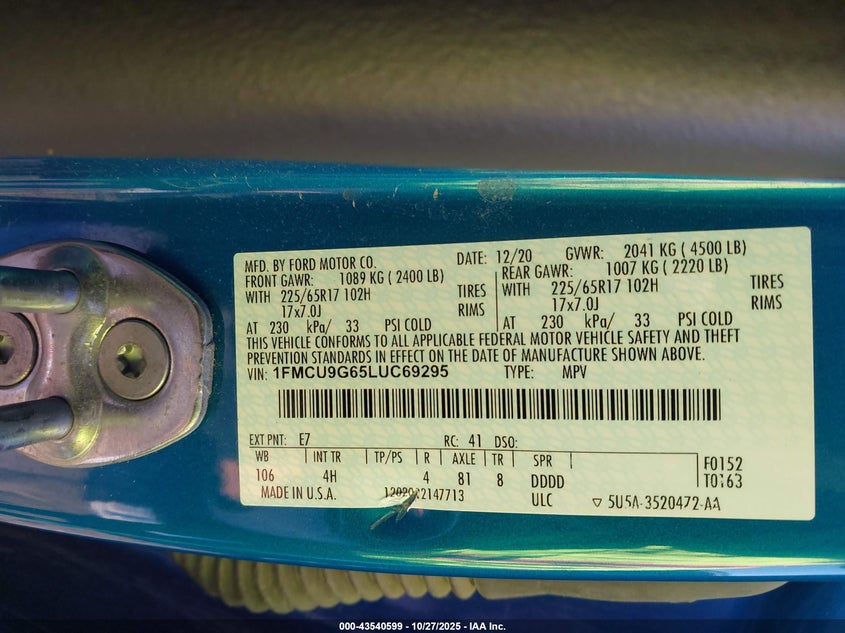 MFD. BY FORD MOTOR CO. DATE: 12/20 GVWR: 2041 KG ( 4500 LB)
FRONT GAWR: 1089 KG ( 2400 LB) REAR GAWR: 1007 KG ( 2220 LB)
WITH 225/65R17 102H TIRES WITH 225/65R17 102H TIRES
17x7.0J RIMS 17x7.0J RIMS
AT 230 kPa/ 33 PSI COLD AT 230 kPa/ 33 PSI COLD
THIS VEHICLE CONFORMS TO ALL APPLICABLE FEDERAL MOTOR VEHICLE SAFETY AND THEFT
PREVENTION STANDARDS IN EFFECT ON THE DATE OF MANUFACTURE SHOWN ABOVE.
VIN: 1FMCU9G65LUC69295 TYPE: MPV
EXT PNT: E7 RC: 41 DSO:
WB INT TR TP/PS R AXLE TR SPR F0152
106 4H 4 81 8 DDDD T0163
MADE IN U.S.A. ULC ▽ 5U5A-3520472-AA
000-43540599 - 10/27/2025 - IAA Inc.